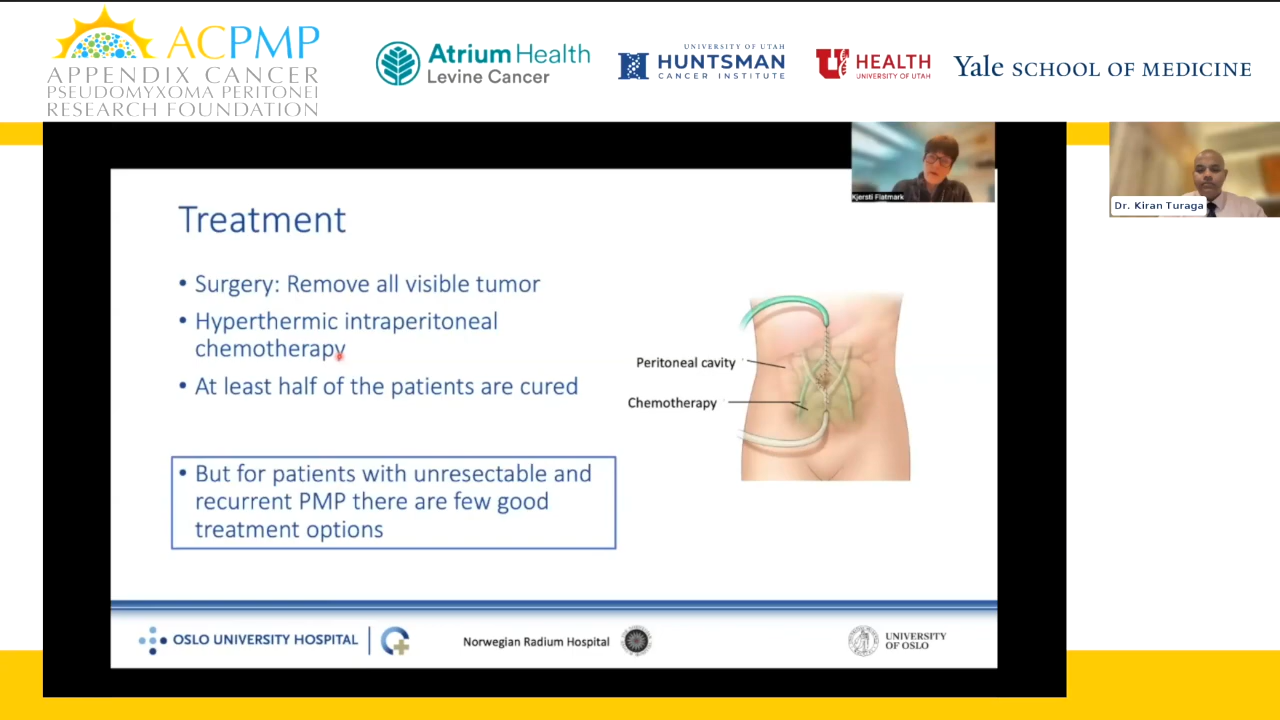 ACPMP
APPENDIX CANCER
PSEUDOMYXOMA PERITONEI
RESEARCH FOUNDATION
Atrium Health
Levine Cancer
UNIVERSITY OF UTAH
HUNTSMAN
CANCER INSTITUTE
HEALTH
UNIVERSITY OF UTAH
Yale SCHOOL OF MEDICINE
Kjersti Flatmark
Dr. Kiran Turaga
Treatment
• Surgery: Remove all visible tumor
• Hyperthermic intraperitoneal
chemotherapy
• At least half of the patients are cured
Peritoneal cavity
Chemotherapy
• But for patients with unresectable and
recurrent PMP there are few good
treatment options
OSLO UNIVERSITY HOSPITAL
Norwegian Radium Hospital
UNIVERSITY
OF OSLO